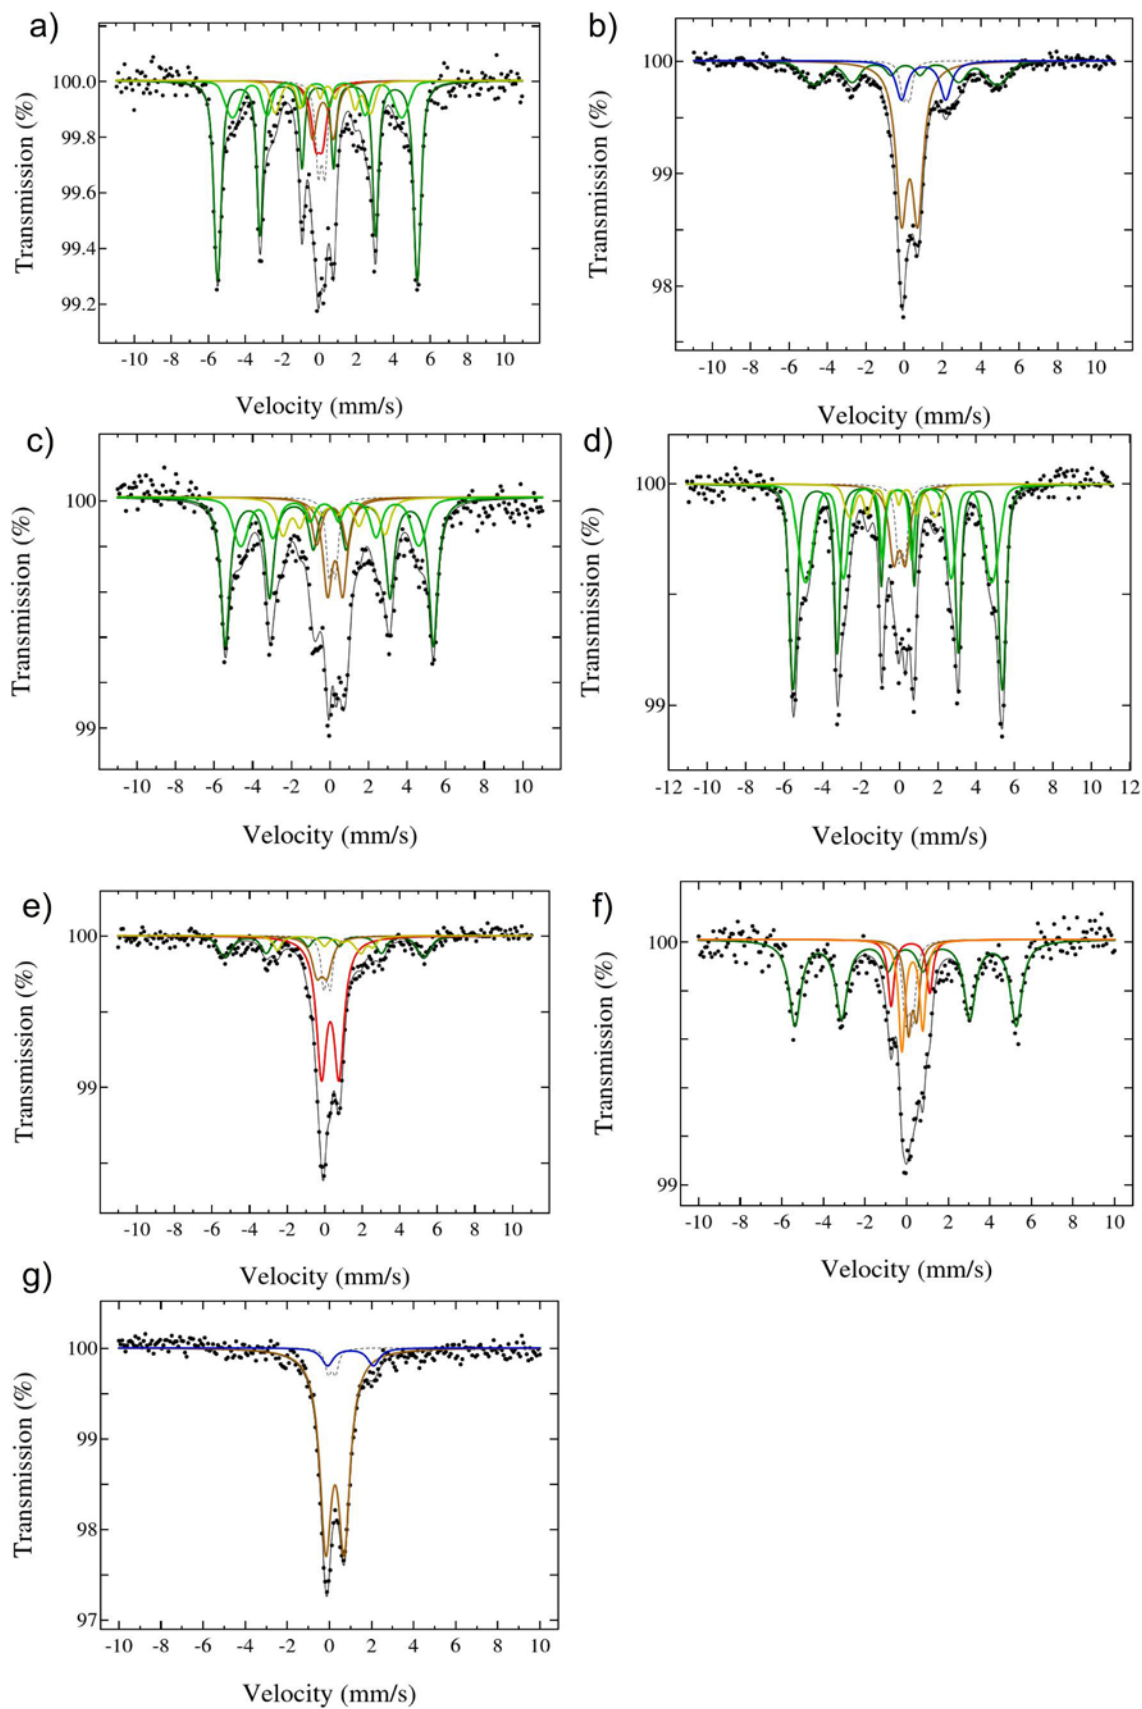 a)
100.0
99.8
99.6
99.4
99.2
Transmission (%)
-10 -8 -6 -4 -2 0 2 4 6 8 10
Velocity (mm/s)
b)
100
99
98
Transmission (%)
-10 -8 -6 -4 -2 0 2 4 6 8 10
Velocity (mm/s)
c)
100
99
Transmission (%)
-10 -8 -6 -4 -2 0 2 4 6 8 10
Velocity (mm/s)
d)
100
99
Transmission (%)
-12 -10 -8 -6 -4 -2 0 2 4 6 8 10 12
Velocity (mm/s)
e)
100
99
Transmission (%)
-10 -8 -6 -4 -2 0 2 4 6 8 10
Velocity (mm/s)
f)
100
99
Transmission (%)
-10 -8 -6 -4 -2 0 2 4 6 8 10
Velocity (mm/s)
g)
100
99
98
97
Transmission (%)
-10 -8 -6 -4 -2 0 2 4 6 8 10
Velocity (mm/s)